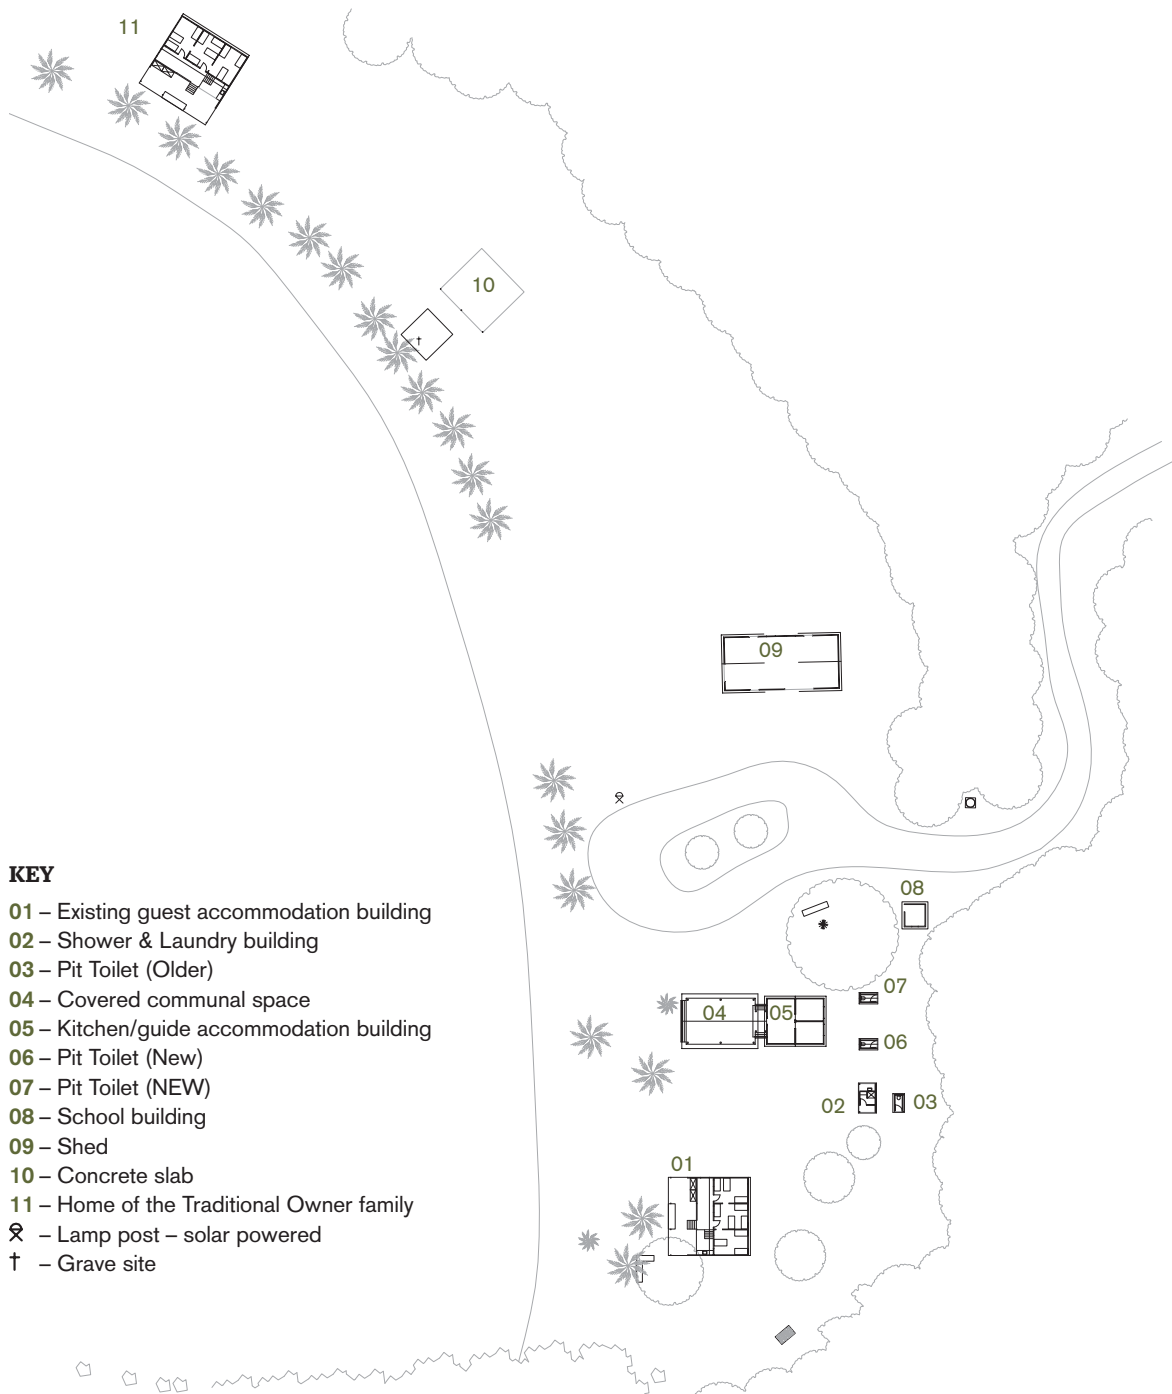 11
10
09
08
07
04
05
06
02
03
01
KEY
01 – Existing guest accommodation building
02 – Shower & Laundry building
03 – Pit Toilet (Older)
04 – Covered communal space
05 – Kitchen/guide accommodation building
06 – Pit Toilet (New)
07 – Pit Toilet (NEW)
08 – School building
09 – Shed
10 – Concrete slab
11 – Home of the Traditional Owner family
– Lamp post – solar powered
† – Grave site